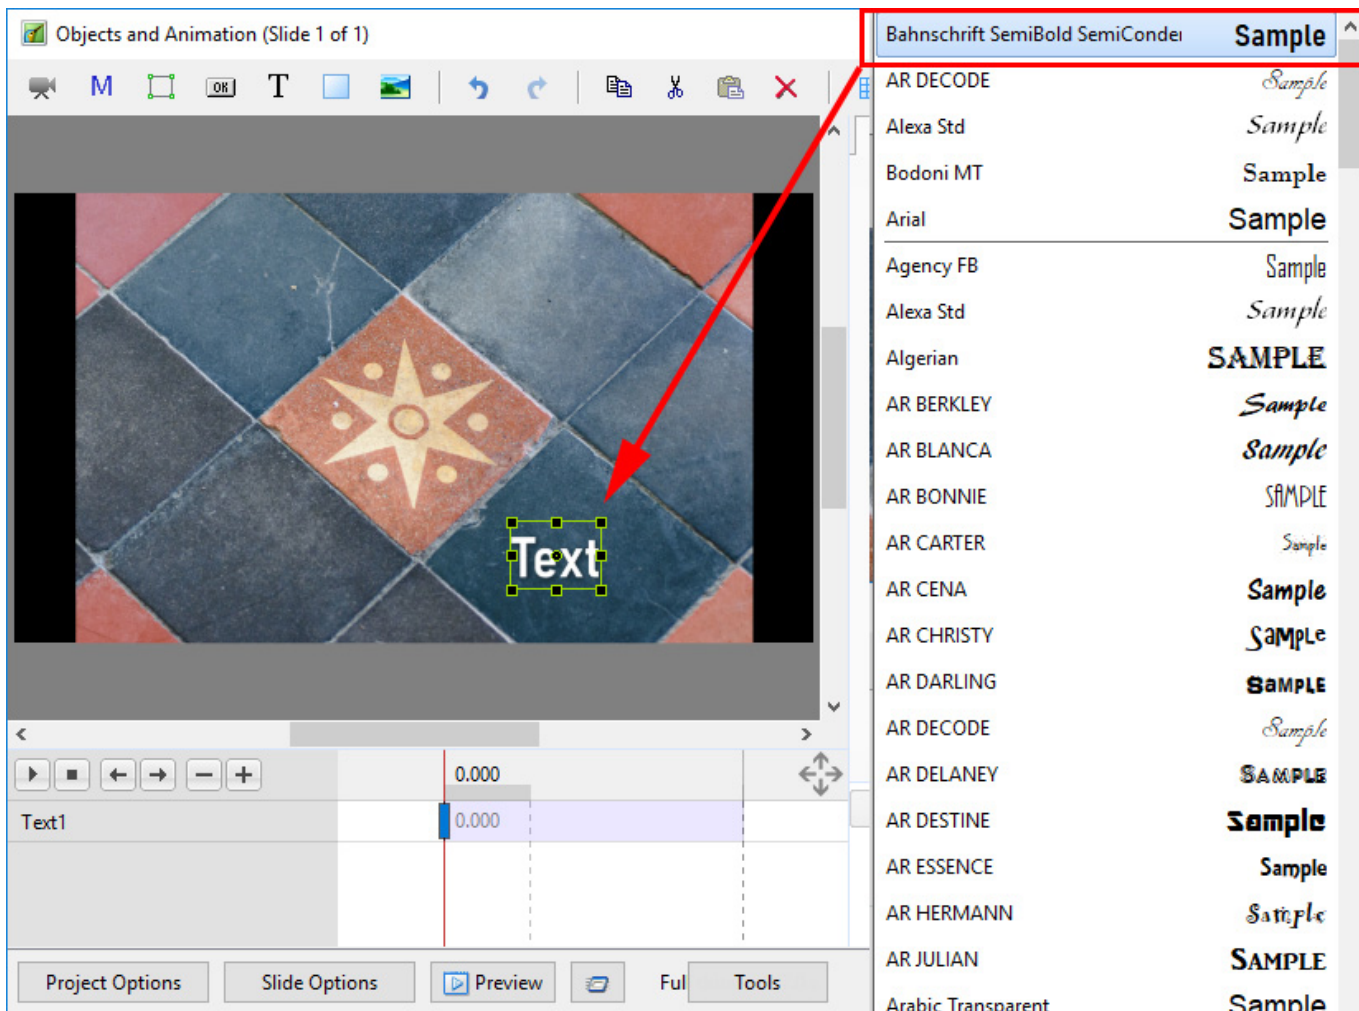 Objects and Animation (Slide 1 of 1)
M
OK
T
Text
0.000
Text1
0.000
Project Options
Slide Options
Preview
Ful
Tools
Bahnschrift SemiBold SemiConder Sample
AR DECODE Sample
Alexa Std Sample
Bodoni MT Sample
Arial Sample
Agency FB Sample
Alexa Std Sample
Algerian SAMPLE
AR BERKLEY Sample
AR BLANCA Sample
AR BONNIE SAMPLE
AR CARTER Sample
AR CENA Sample
AR CHRISTY SaMpLe
AR DARLING SaMPLE
AR DECODE Sample
AR DELANEY SAMPLE
AR DESTINE Sample
AR ESSENCE Sample
AR HERMANN Sample
AR JULIAN SAMPLE
Arabic Transparent Sample